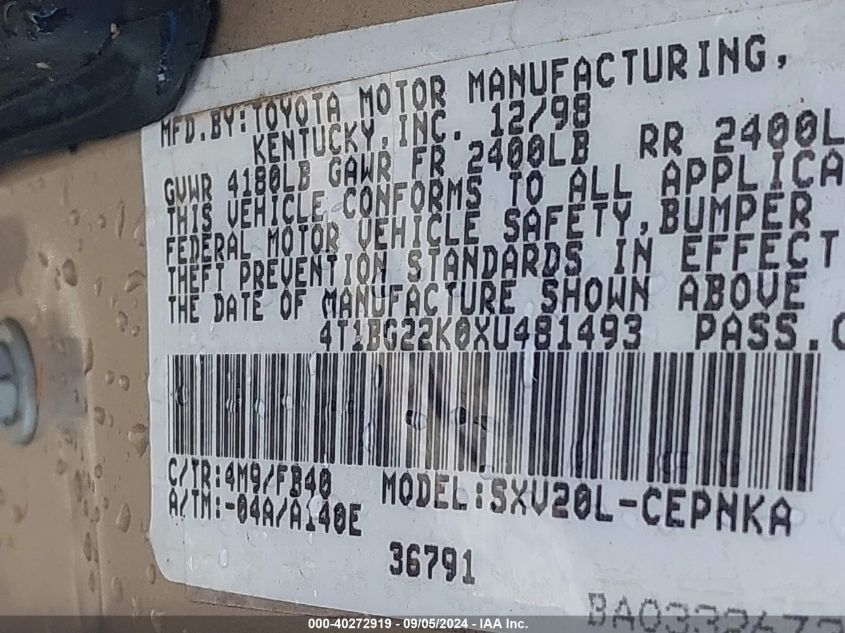 MFD.BY:TOYOTA MOTOR MANUFACTURING,
KENTUCKY,INC. 12/98
GVWR 4180LB GAWR FR 2400LB RR 2400L
THIS VEHICLE CONFORMS TO ALL APPLICA
FEDERAL MOTOR VEHICLE SAFETY,BUMPER
THEFT PREVENTION STANDARDS IN EFFECT
THE DATE OF MANUFACTURE SHOWN ABOVE
4T1BG22K0XU481493 PASS.C
C/TR:4M9/FB40 MODEL:SXV20L-CEPNKA
A/TM:-04A/A140E
36791
000-40272919 - 09/05/2024 - IAA Inc.